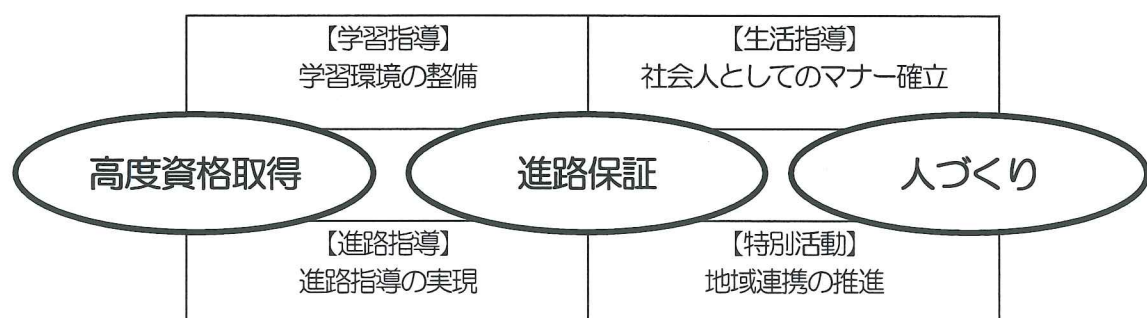 【学習指導】
学習環境の整備
【生活指導】
社会人としてのマナー確立
高度資格取得
進路保証
人づくり
【進路指導】
進路指導の実現
【特別活動】
地域連携の推進